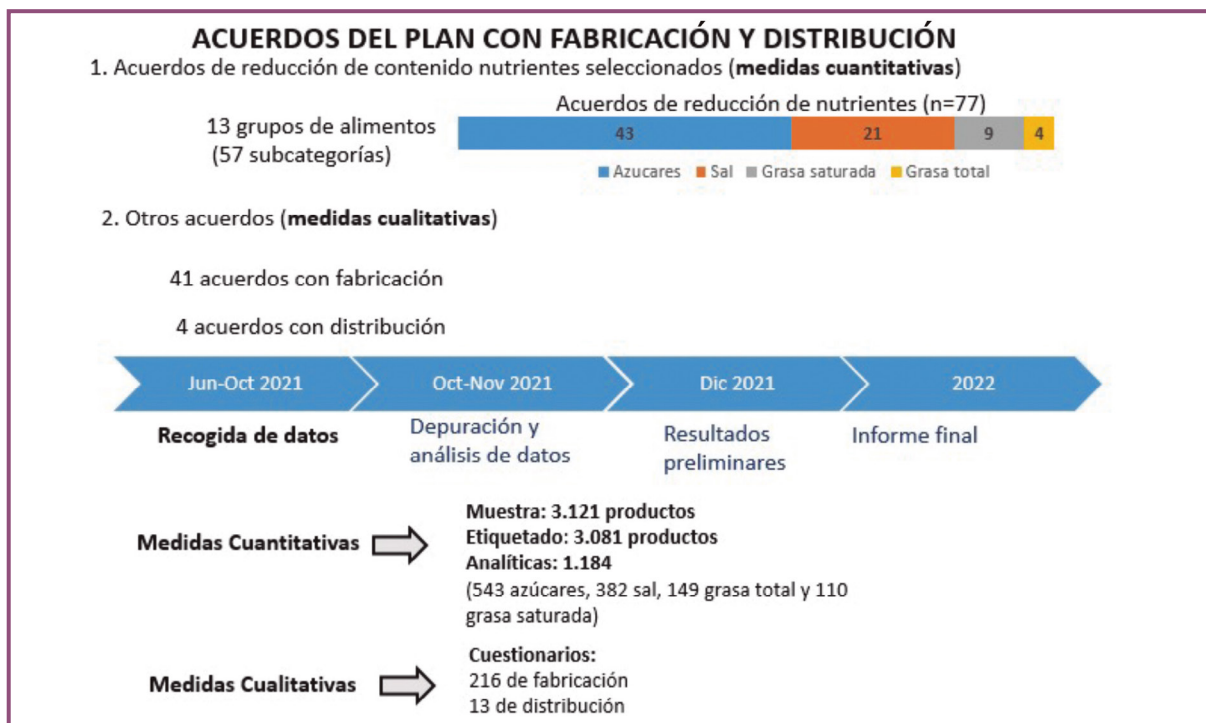 ACUERDOS DEL PLAN CON FABRICACIÓN Y DISTRIBUCIÓN
1. Acuerdos de reducción de contenido nutrientes seleccionados (medidas cuantitativas)
Acuerdos de reducción de nutrientes (n=77)
13 grupos de alimentos
(57 subcategorías)
43 21 9 4
Azucares Sal Grasa saturada Grasa total
2. Otros acuerdos (medidas cualitativas)
41 acuerdos con fabricación
4 acuerdos con distribución
Jun-Oct 2021 Oct-Nov 2021 Dic 2021 2022
Recogida de datos
Depuración y
análisis de datos
Resultados
preliminares
Informe final
Medidas Cuantitativas
Muestra: 3.121 productos
Etiquetado: 3.081 productos
Analíticas: 1.184
(543 azúcares, 382 sal, 149 grasa total y 110
grasa saturada)
Medidas Cualitativas
Cuestionarios:
216 de fabricación
13 de distribución